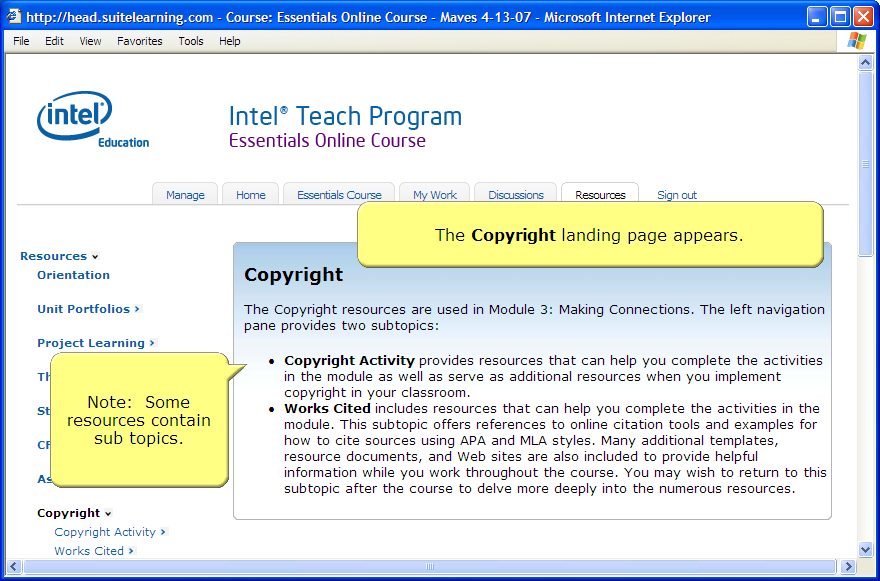 http://head.suitelearning.com - Course: Essentials Online Course - Maves 4-13-07 - Microsoft Internet Explorer
File Edit View Favorites Tools Help
intel®
Education
Intel® Teach Program
Essentials Online Course
Manage Home Essentials Course My Work Discussions Resources Sign out
The Copyright landing page appears.
Resources
Orientation
Unit Portfolios ›
Project Learning ›
Th
St
As
Note: Some
resources contain
sub topics.
Copyright
Copyright Activity ›
Works Cited ›
Copyright
The Copyright resources are used in Module 3: Making Connections. The left navigation
pane provides two subtopics:
• Copyright Activity provides resources that can help you complete the activities
in the module as well as serve as additional resources when you implement
copyright in your classroom.
• Works Cited includes resources that can help you complete the activities in the
module. This subtopic offers references to online citation tools and examples for
how to cite sources using APA and MLA styles. Many additional templates,
resource documents, and Web sites are also included to provide helpful
information while you work throughout the course. You may wish to return to this
subtopic after the course to delve more deeply into the numerous resources.